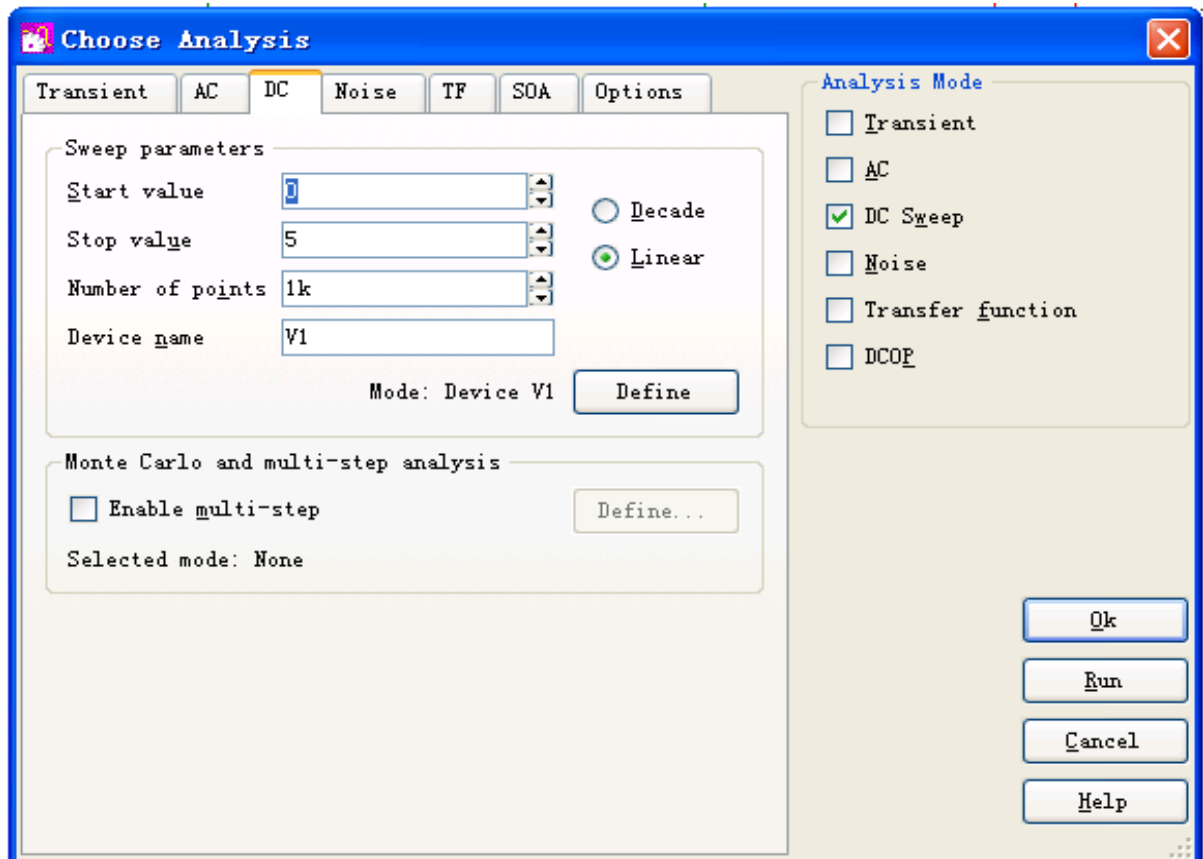 Choose Analysis
Transient AC DC Noise TF SOA Options
Sweep parameters
Start value 0
Stop value 5
Number of points 1k
Device name V1
Decade
Linear
Mode: Device V1 Define
Monte Carlo and multi-step analysis
Enable multi-step Define...
Selected mode: None
Analysis Mode
Transient
AC
DC Sweep
Noise
Transfer function
DCOP
Ok
Run
Cancel
Help